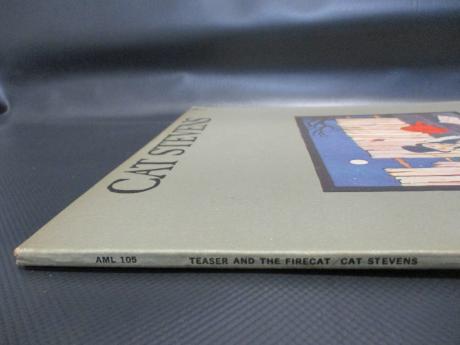 CAT STEVENS
AML 105 TEASER AND THE FIRECAT/CAT STEVENS